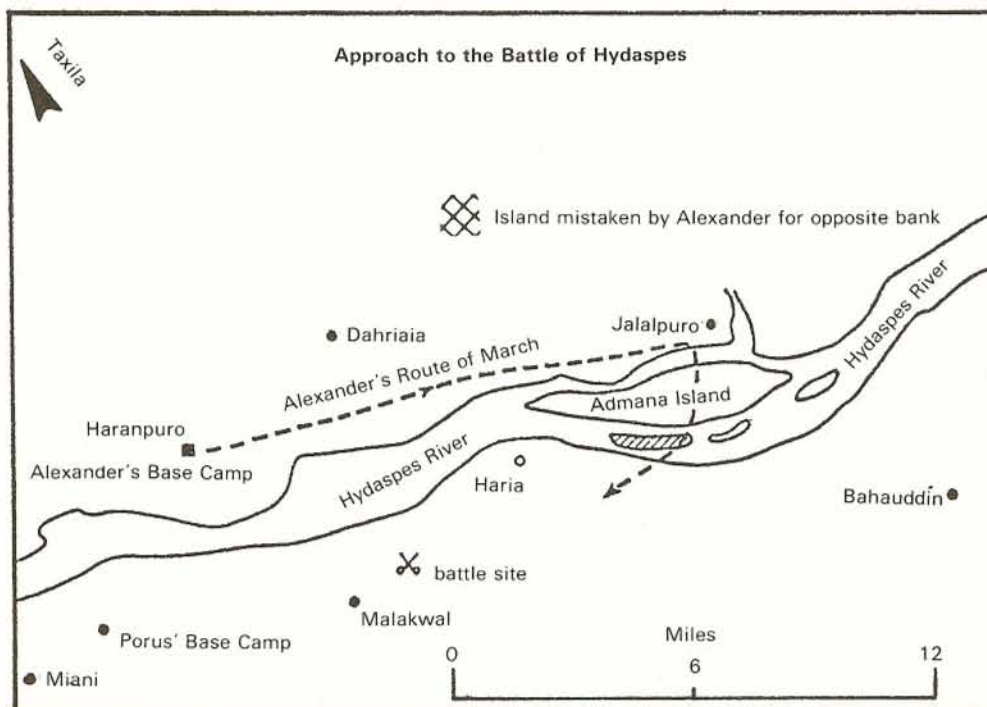 Approach to the Battle of Hydaspes
Taxila
Island mistaken by Alexander for opposite bank
Hydaspes River
Jalalpuro
Dahriaia
Alexander's Route of March
Admana Island
Haranpuro
Alexander's Base Camp
Hydaspes River
Haria
Bahauddin
battle site
Malakwal
Porus' Base Camp
Miani
Miles
0
6
12